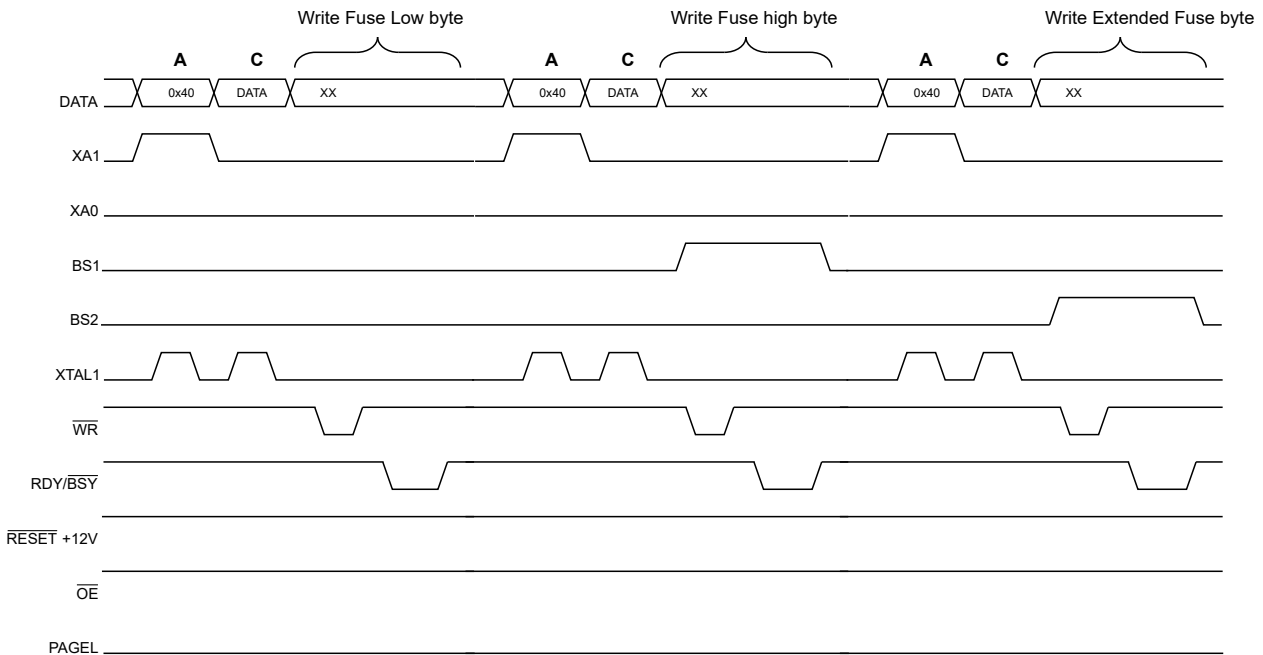 Write Fuse Low byte Write Fuse high byte Write Extended Fuse byte
A C A C A C
DATA 0x40 DATA XX 0x40 DATA XX 0x40 DATA XX
XA1
XA0
BS1
BS2
XTAL1
WR
RDY/BSY
RESET +12V
OE
PAGEL